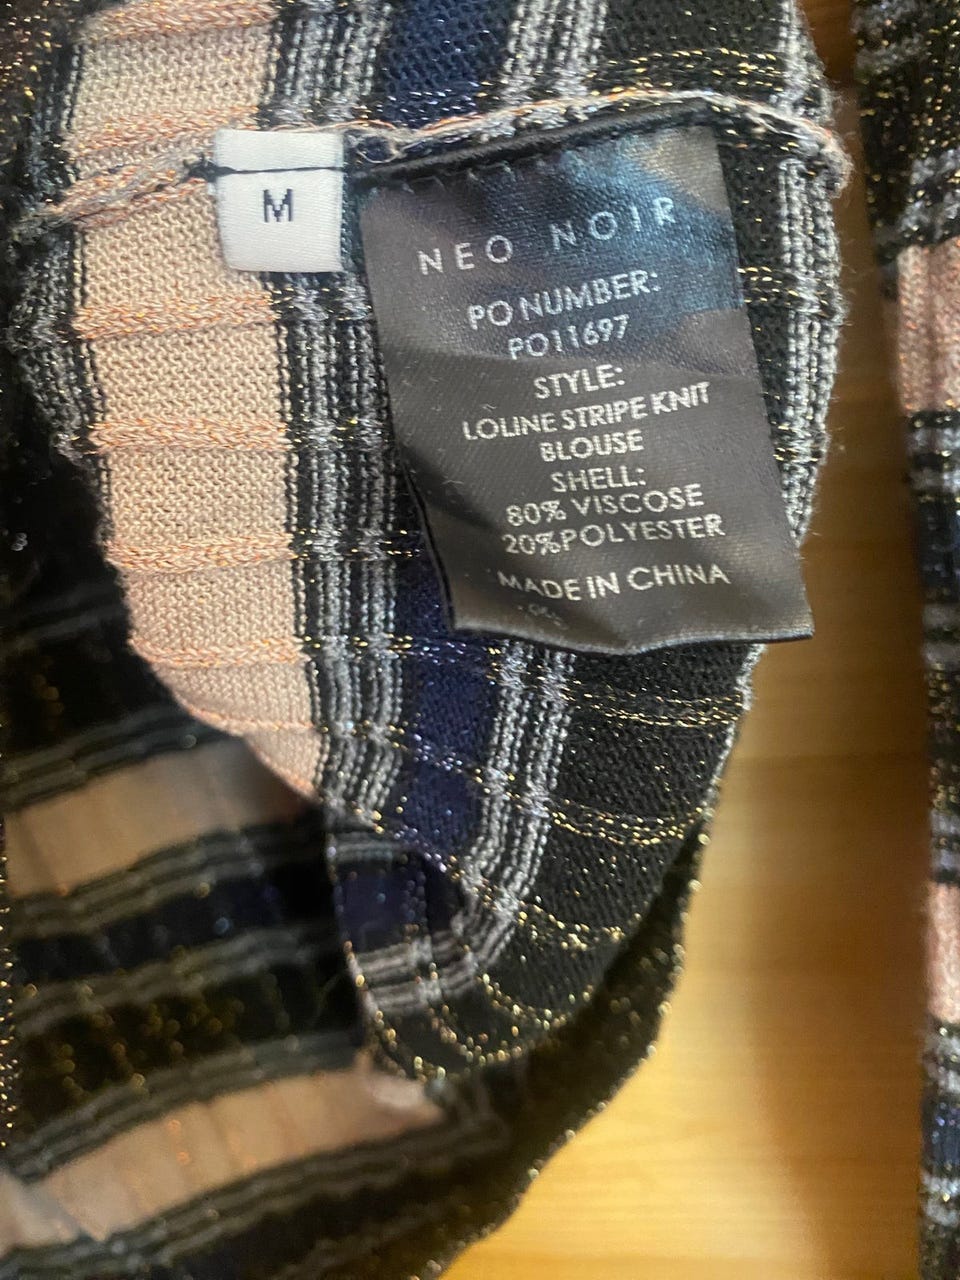 M
NEO NOIR
PO NUMBER:
PO11697
STYLE:
LOLINE STRIPE KNIT
BLOUSE
SHELL:
80% VISCOSE
20%POLYESTER
MADE IN CHINA